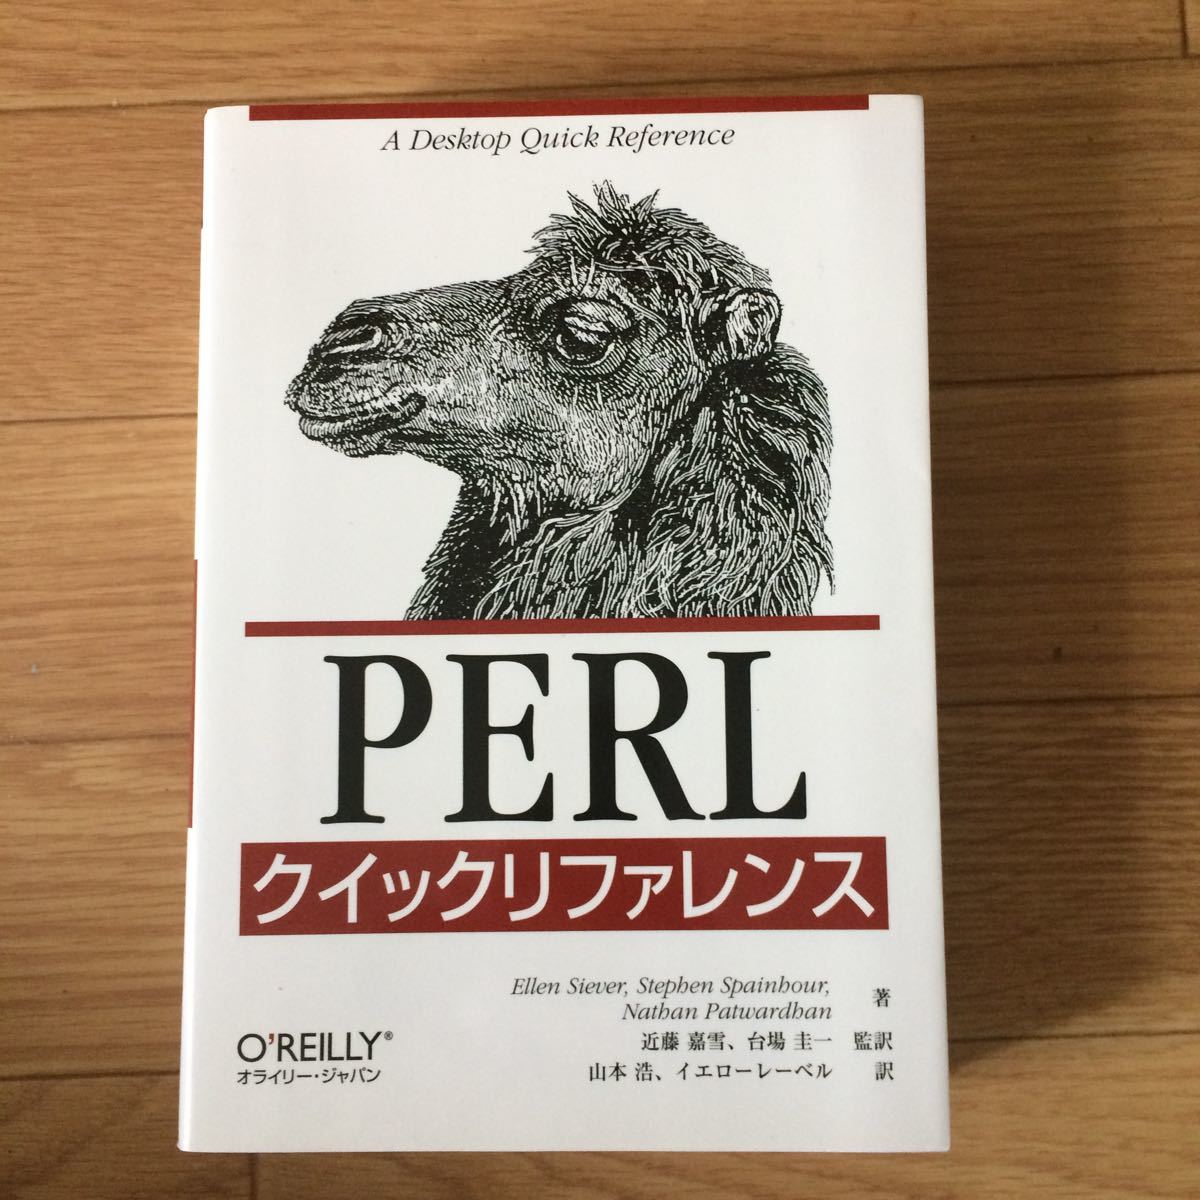 A Desktop Quick Reference
PERL
クイックリファレンス
Ellen Siever, Stephen Spainhour,
Nathan Patwardhan 著
近藤 嘉雪、台場 圭一 監訳
山本 浩、イエローレーベル 訳
O'REILLY®
オライリー・ジャパン